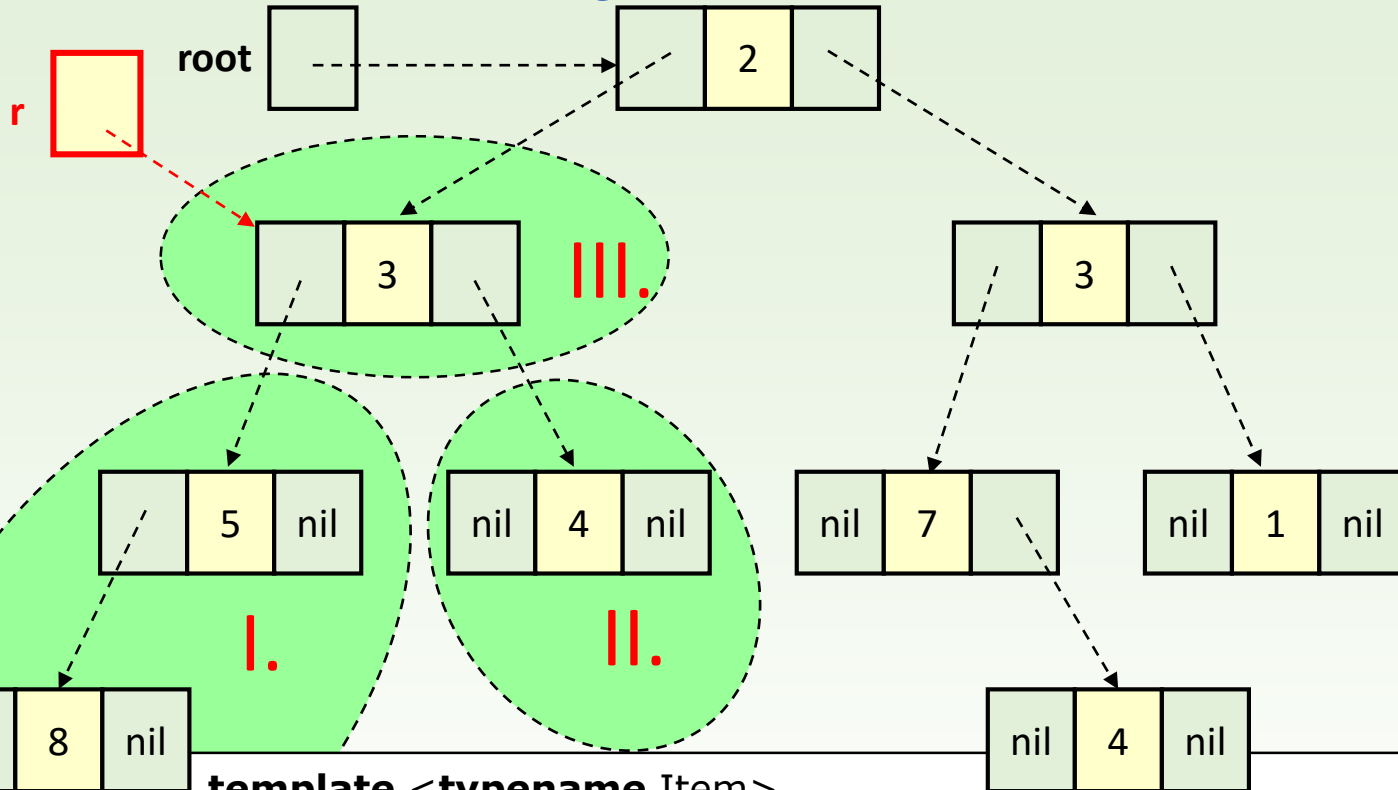 root
2
r
3
III.
3
5
nil
nil
4
nil
nil
7
nil
1
nil
I.
II.
8
nil
nil
4
nil
template <typename Item>